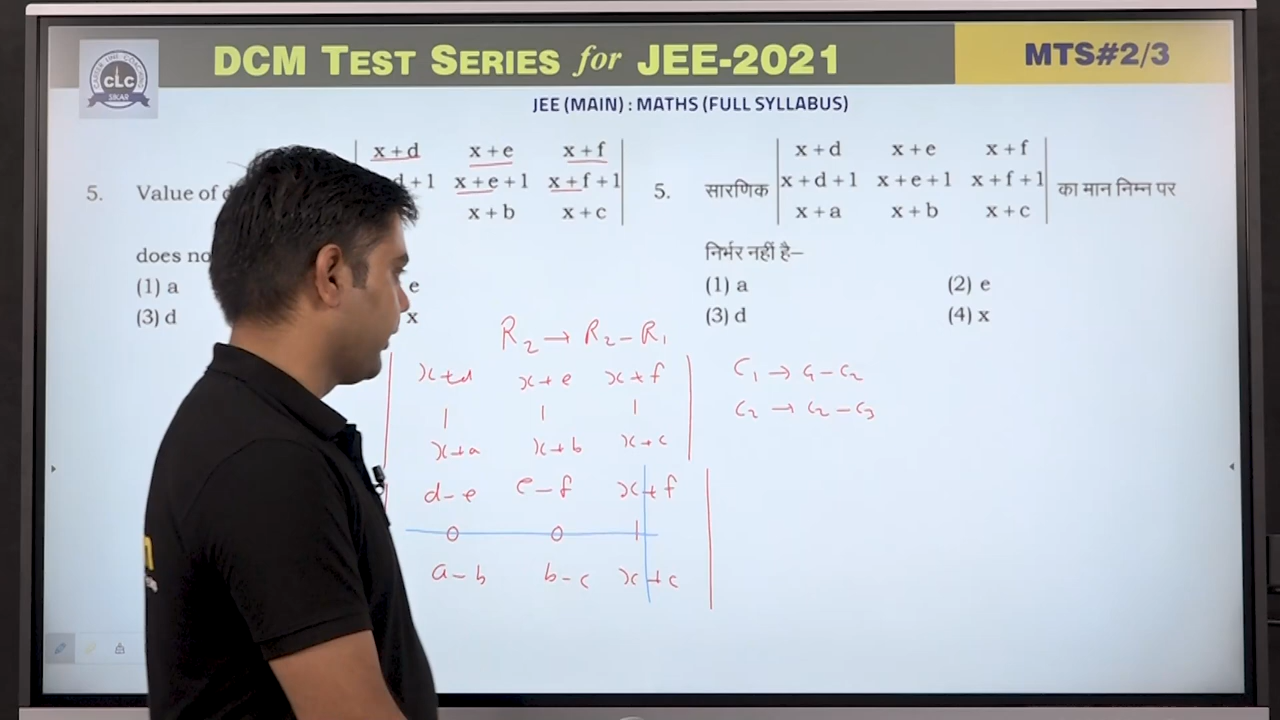 DCM TEST SERIES for JEE-2021
MTS#2/3
CLC
SIKAR
JEE (MAIN) : MATHS (FULL SYLLABUS)
x+d x+e x+f
5. Value of d+1 x+e+1 x+f+1
x+b x+c
does no
(1) a e
(3) d x
x+d x+e x+f
5. सारणिक x+d+1 x+e+1 x+f+1 का मान निम्न पर
x+a x+b x+c
निर्भर नहीं है–
(1) a (2) e
(3) d (4) x
R2 → R2 – R1
x+d x+e x+f
1 1 1
x+a x+b x+c
C1 → C1 – C2
C2 → C2 – C3
d–e e–f x+f
0 0 1
a–b b–c x+c